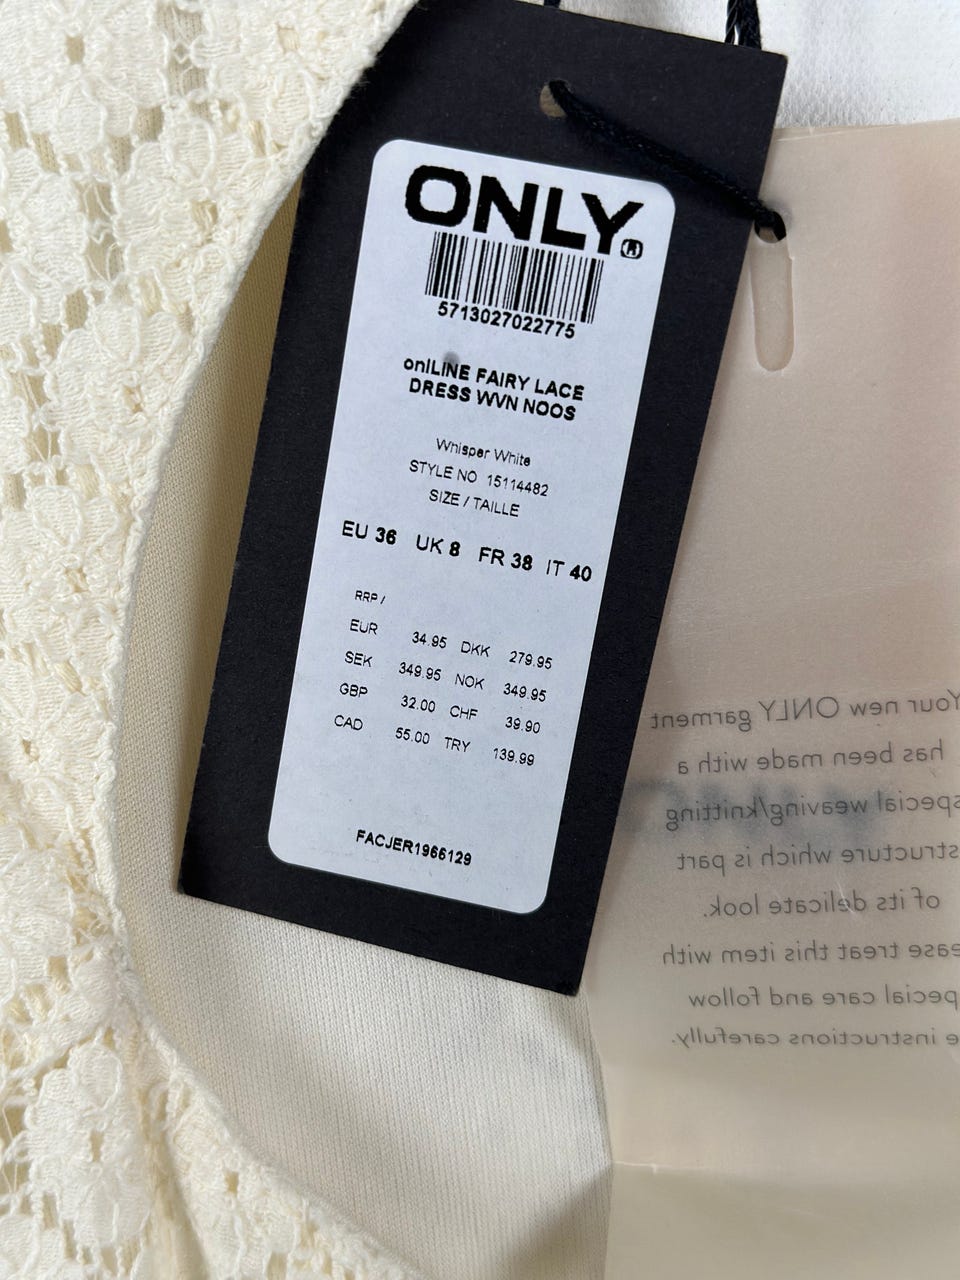 ONLY®
5713027022775
onlLINE FAIRY LACE
DRESS WVN NOOS
Whisper White
STYLE NO 15114482
SIZE / TAILLE
EU 36 UK 8 FR 38 IT 40
RRP /
EUR 34.95 DKK 279.95
SEK 349.95 NOK 349.95
GBP 32.00 CHF 39.90
CAD 55.00 TRY 139.99
FACJER1966129
Your new ONLY garment
has been made with a
special weaving/knitting
structure which is part
of its delicate look.
ease treat this item with
pecial care and follow
e instructions carefully.